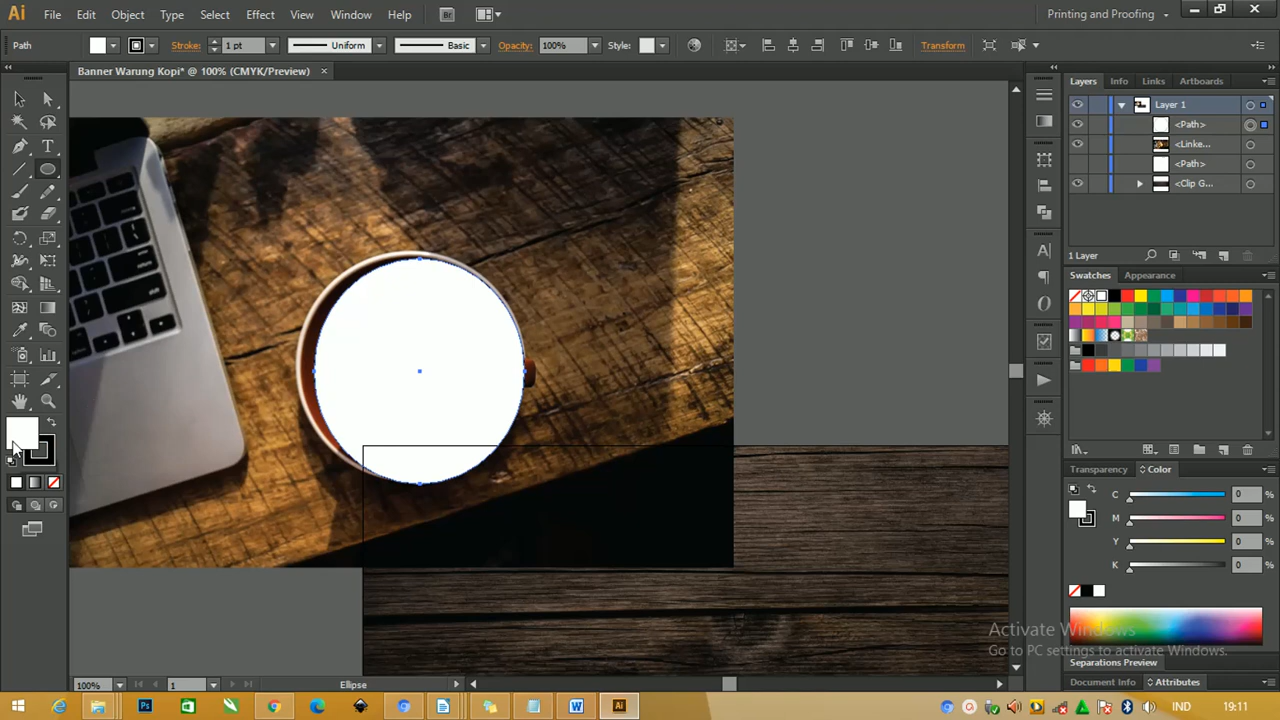 Ai File Edit Object Type Select Effect View Window Help Br Printing and Proofing
Path Stroke: 1 pt Uniform Basic Opacity: 100% Style: Transform
Banner Warung Kopi* @ 100% (CMYK/Preview) ×
Layers Info Links Artboards
Layer 1
<Path>
<Linke...
<Path>
<Clip G...
1 Layer
Swatches Appearance
Transparency Color
C 0 %
M 0 %
Y 0 %
K 0 %
Activate Windows
Go to PC settings to activate Windows.
Separations Preview
Document Info Attributes
100% 1 Ellipse
IND 19:11